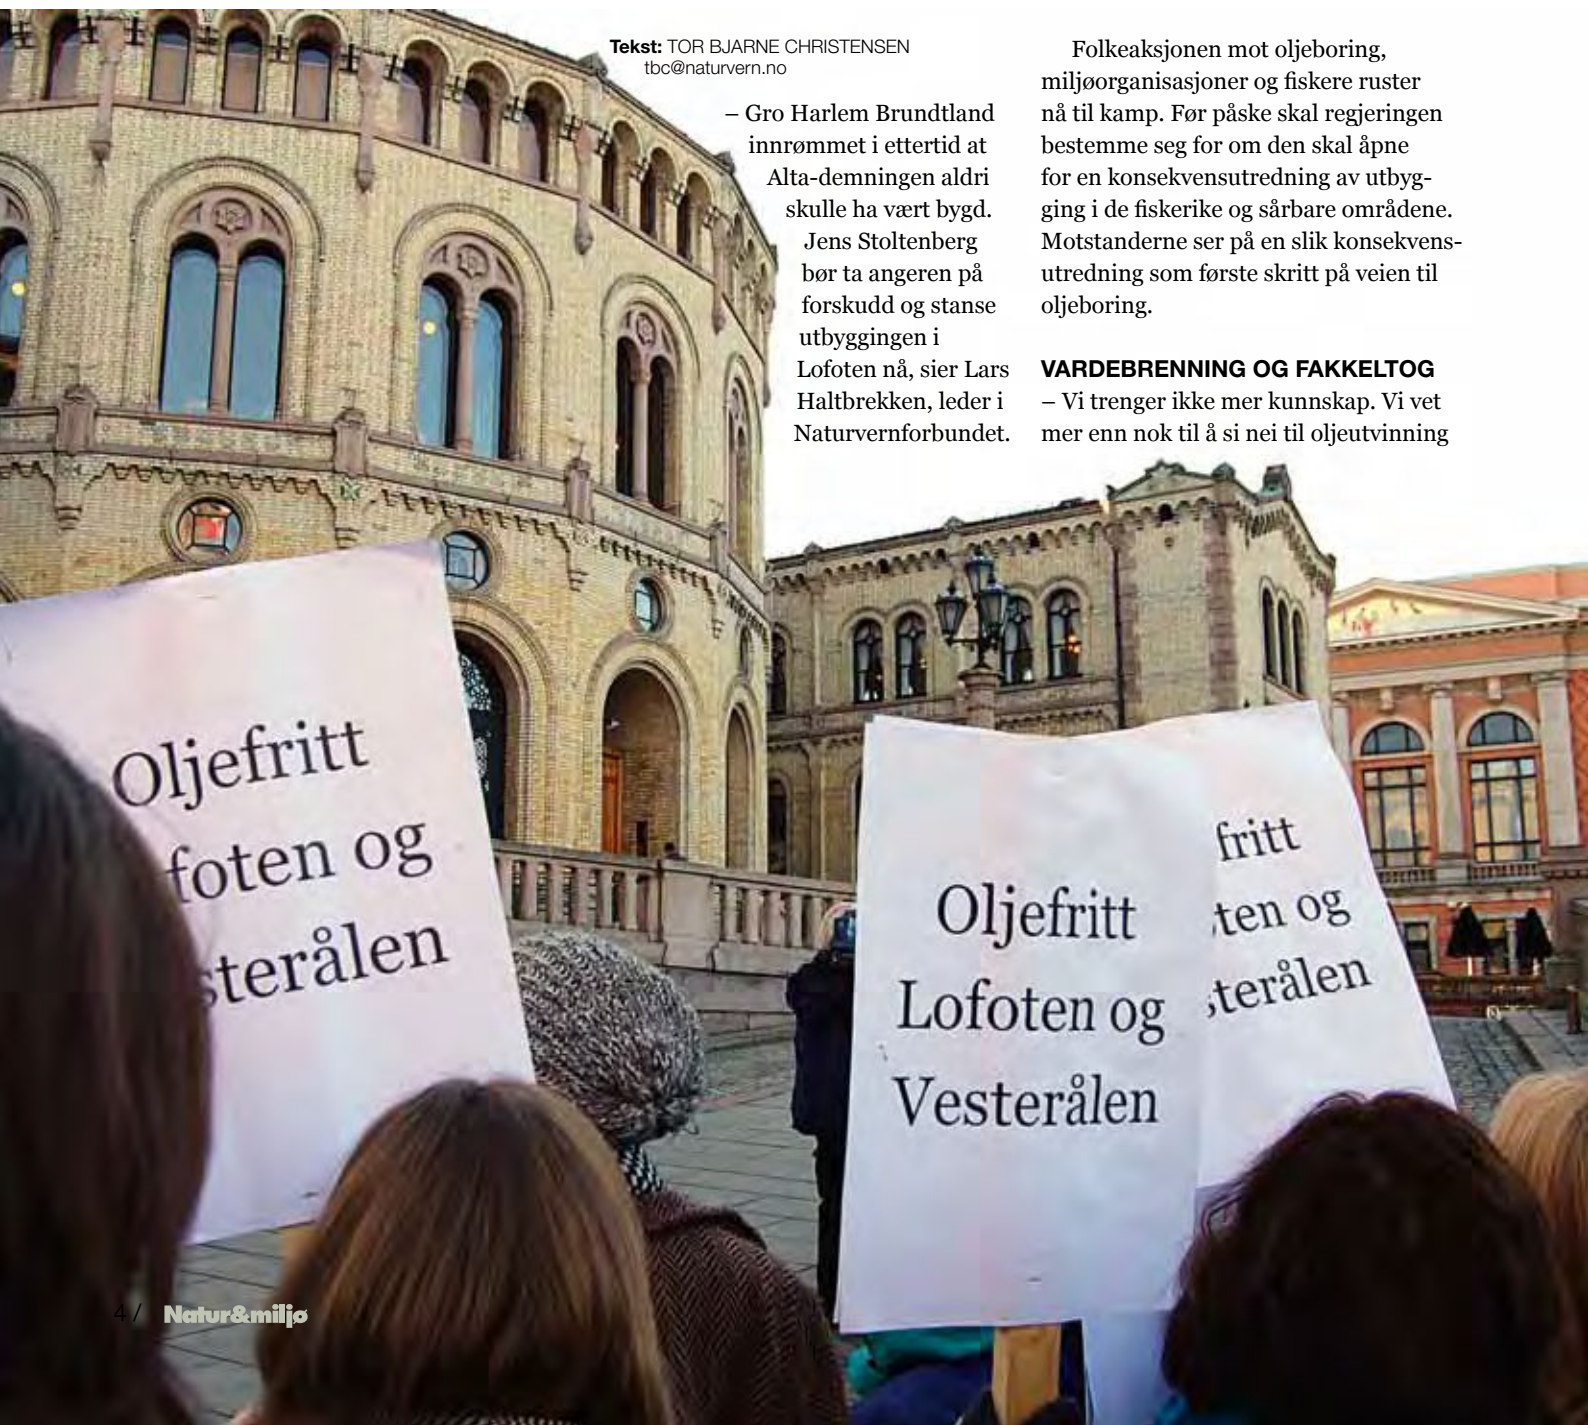 Tekst: TOR BJARNE CHRISTENSEN
tbc@naturvern.no
– Gro Harlem Brundtland
innrømmet i ettertid at
Alta-demningen aldri
skulle ha vært bygd.
Jens Stoltenberg
bør ta angeren på
forskudd og stanse
utbyggingen i
Lofoten nå, sier Lars
Haltbrekken, leder i
Naturvernforbundet.
Folkeaksjonen mot oljeboring,
miljøorganisasjoner og fiskere ruster
nå til kamp. Før påske skal regjeringen
bestemme seg for om den skal åpne
for en konsekvensutredning av utbyg-
ging i de fiskerike og sårbare områdene.
Motstanderne ser på en slik konsekvens-
utredning som første skritt på veien til
oljeboring.
VARDEBRENNING OG FAKKELTOG
– Vi trenger ikke mer kunnskap. Vi vet
mer enn nok til å si nei til oljeutvinning
Oljefritt
foten og
sterålen
Oljefritt
Lofoten og
Vesterålen
fritt
ten og
sterålen
4 / Natur&miljø